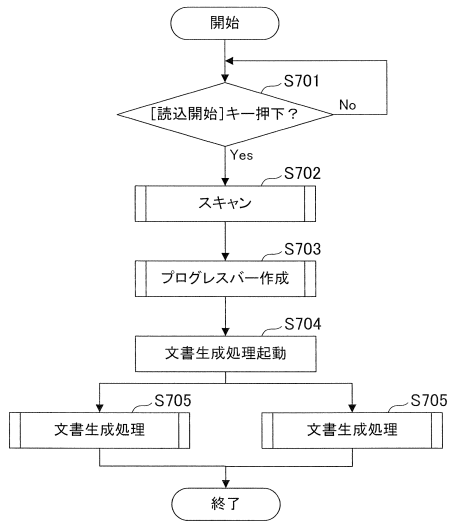 開始
S701
[読込開始]キー押下？
No
Yes
S702
スキャン
S703
プログレスバー作成
S704
文書生成処理起動
S705
文書生成処理
S705
文書生成処理
終了